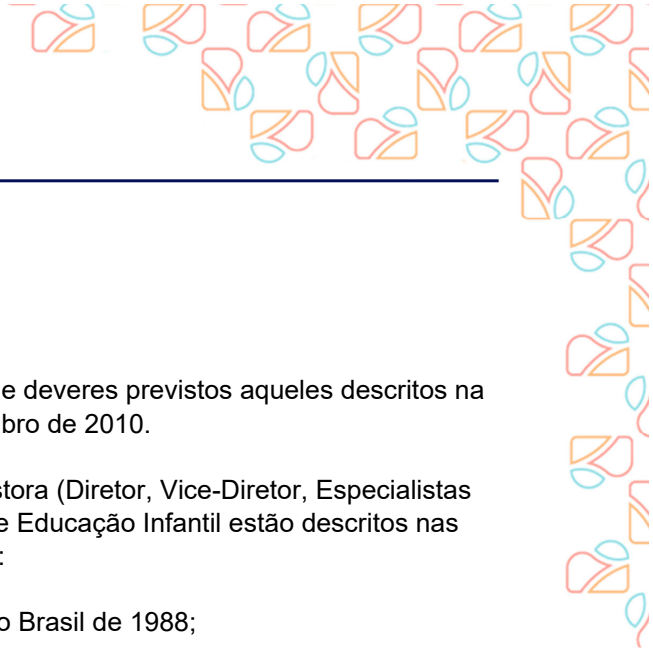 e deveres previstos aqueles descritos na
bro de 2010.
stora (Diretor, Vice-Diretor, Especialistas
e Educação Infantil estão descritos nas
:
o Brasil de 1988;